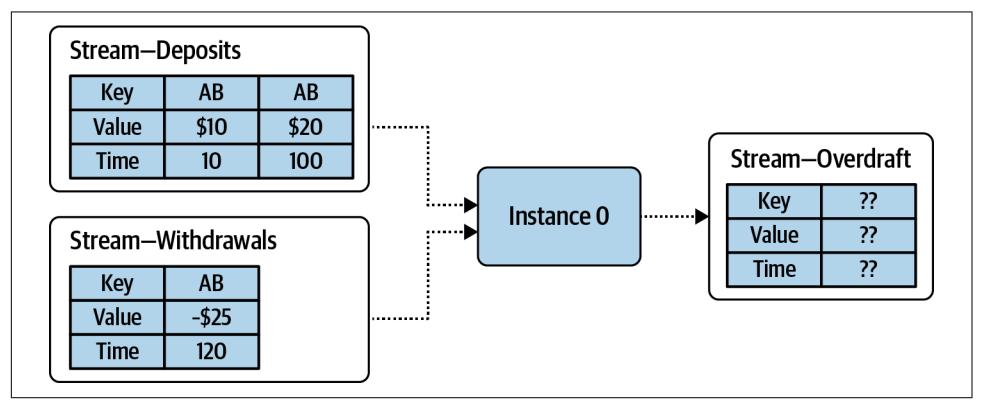 Stream—Deposits
Key AB AB
Value $10 $20
Time 10 100
Stream—Withdrawals
Key AB
Value -$25
Time 120
Instance 0
Stream—Overdraft
Key ??
Value ??
Time ??